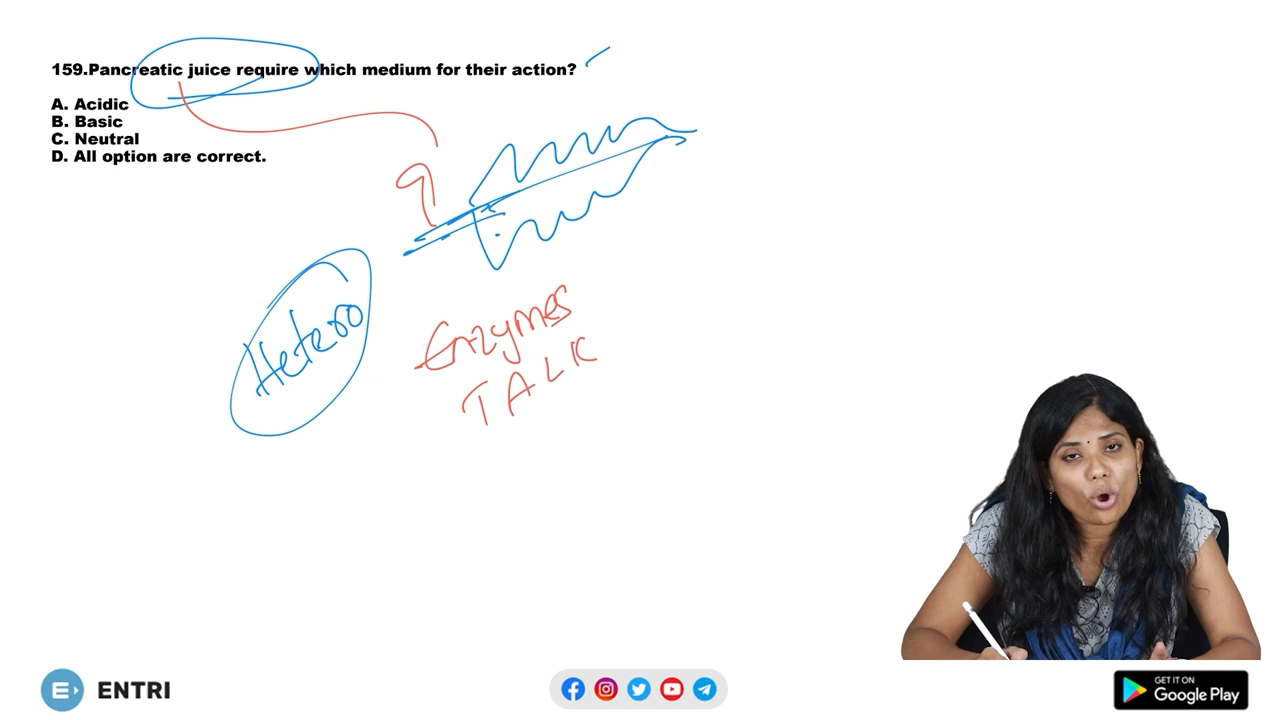 159.Pancreatic juice require which medium for their action?
A. Acidic
B. Basic
C. Neutral
D. All option are correct.
Hetero
Enzymes
TALK
ENTRI
GET IT ON
Google Play